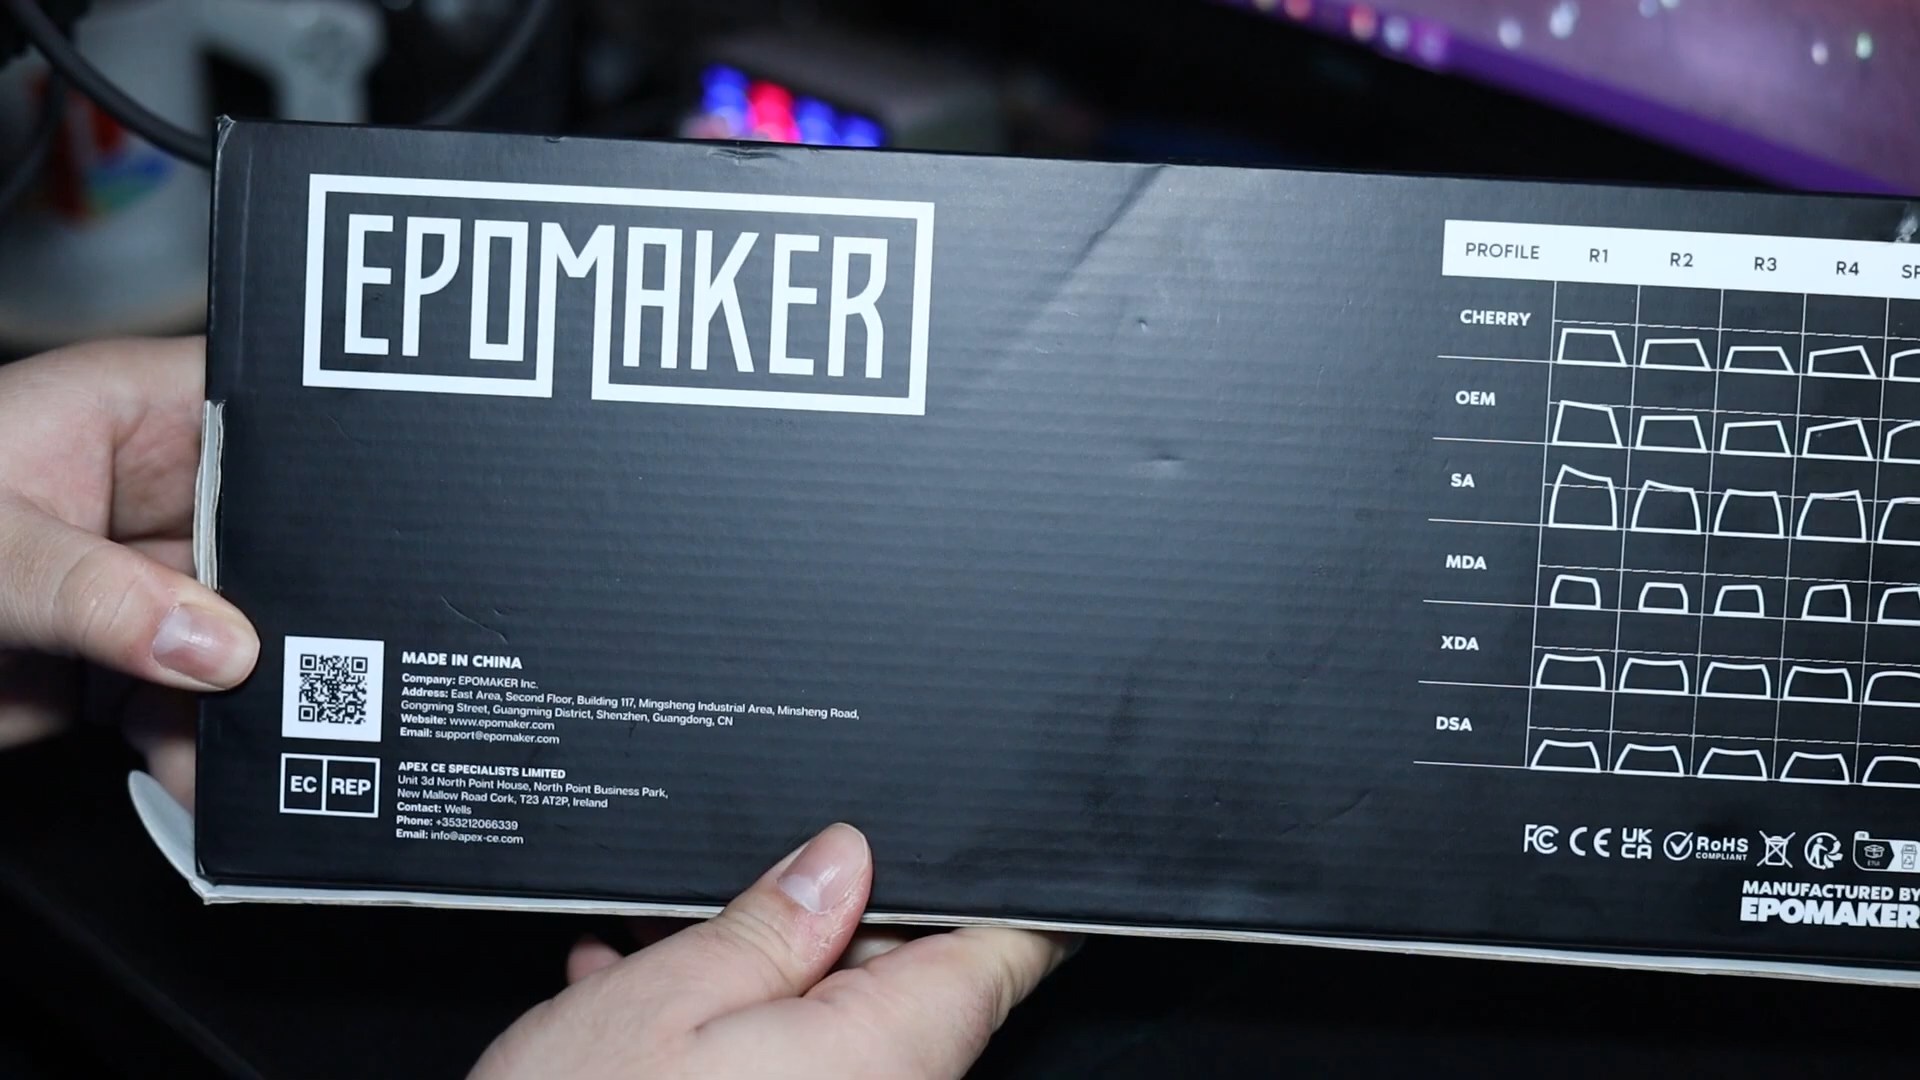 EPOMAKER
PROFILE R1 R2 R3 R4
CHERRY
OEM
SA
MDA
XDA
DSA
MADE IN CHINA
Company: EPOMAKER Inc.
Address: East Area, Second Floor, Building 117, Mingsheng Industrial Area, Minsheng Road,
Gongming Street, Guangming District, Shenzhen, Guangdong, CN
Website: www.epomaker.com
Email: support@epomaker.com
EC REP
APEX CE SPECIALISTS LIMITED
Unit 3d North Point House, North Point Business Park,
New Mallow Road Cork, T23 AT2P, Ireland
Contact: Wells
Phone: +353212066339
Email: info@apex-ce.com
FC CE UK CA RoHS
COMPLIANT
MANUFACTURED BY
EPOMAKER